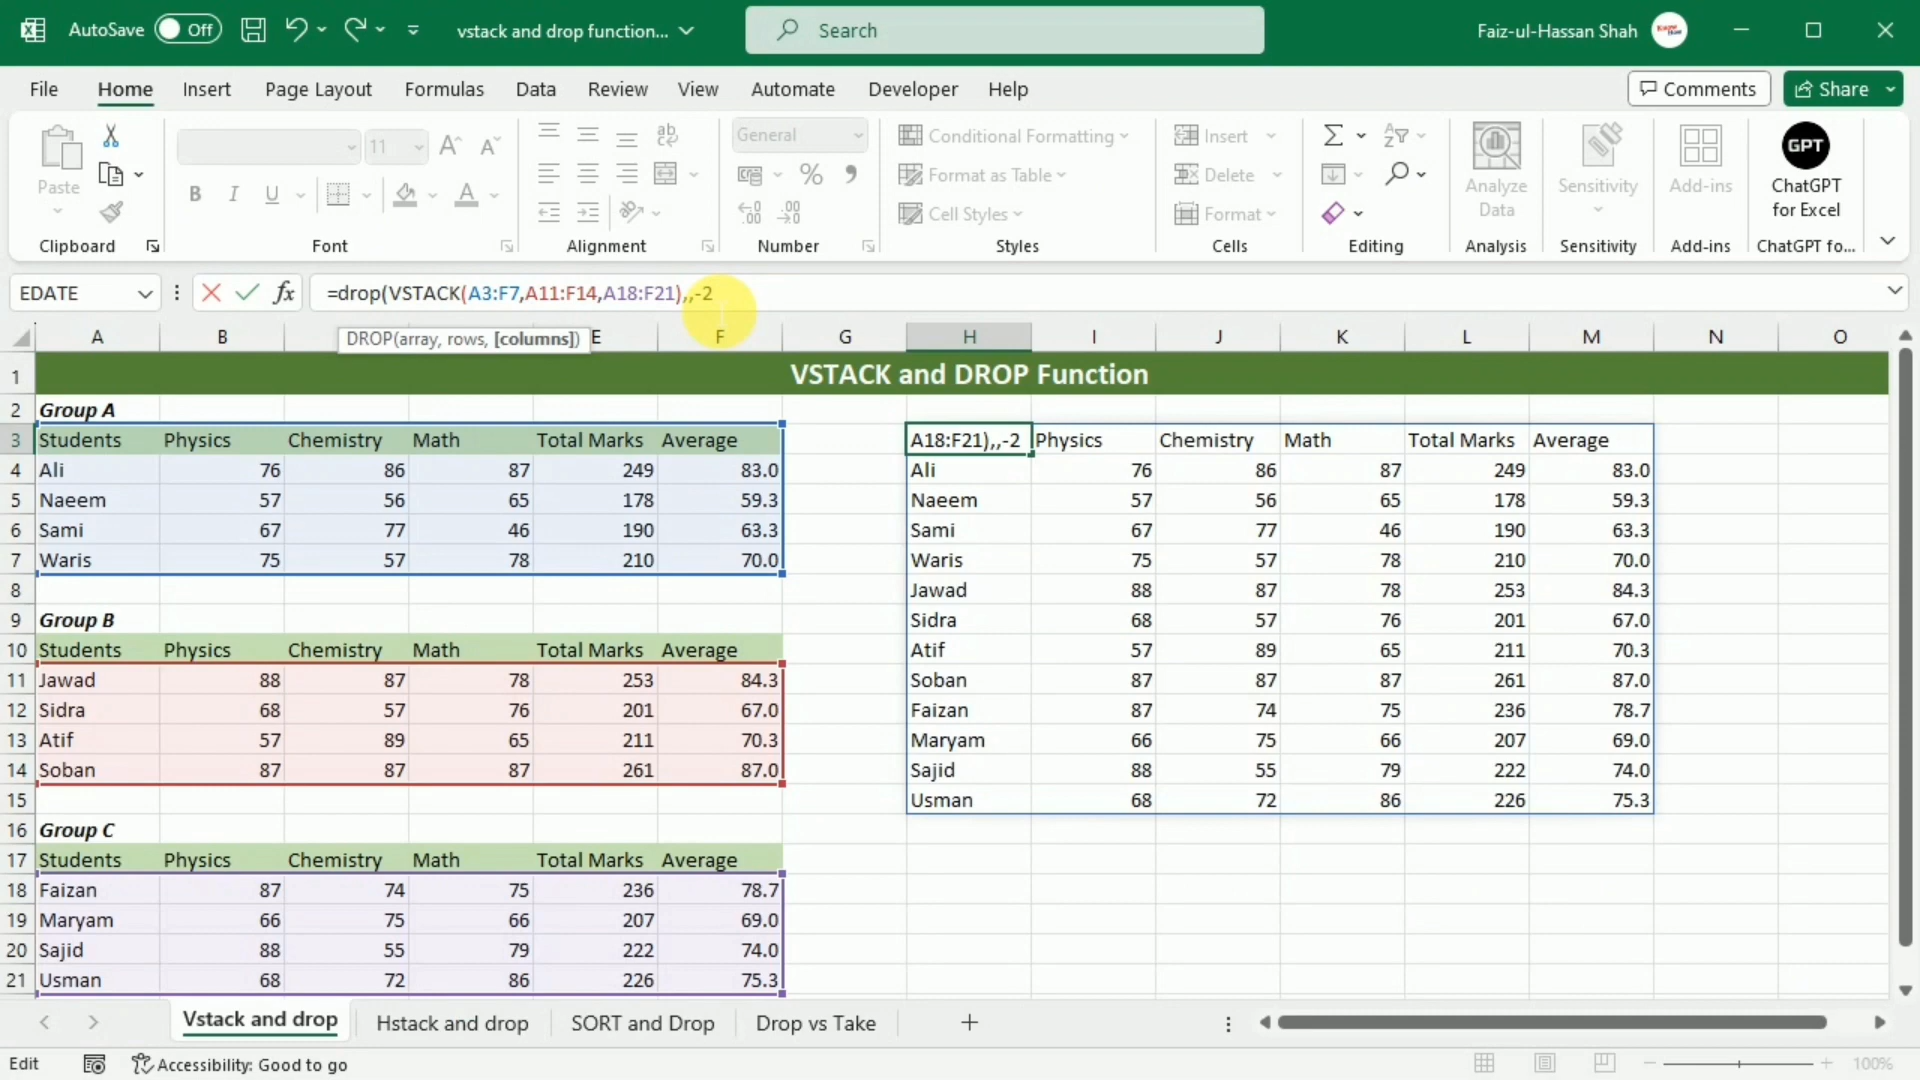 AutoSave Off vstack and drop function... Search Faiz-ul-Hassan Shah
File Home Insert Page Layout Formulas Data Review View Automate Developer Help Comments Share
Paste 11 General Conditional Formatting Format as Table Cell Styles Insert Delete Format Analyze Data Sensitivity Add-ins GPT ChatGPT for Excel
Clipboard Font Alignment Number Styles Cells Editing Analysis Sensitivity Add-ins ChatGPT fo...
EDATE fx =drop(VSTACK(A3:F7,A11:F14,A18:F21),,-2
DROP(array, rows, [columns])
A B E F G H I J K L M N O
1 VSTACK and DROP Function
2 Group A
3 Students Physics Chemistry Math Total Marks Average A18:F21),,-2 Physics Chemistry Math Total Marks Average
4 Ali 76 86 87 249 83.0 Ali 76 86 87 249 83.0
5 Naeem 57 56 65 178 59.3 Naeem 57 56 65 178 59.3
6 Sami 67 77 46 190 63.3 Sami 67 77 46 190 63.3
7 Waris 75 57 78 210 70.0 Waris 75 57 78 210 70.0
8 Jawad 88 87 78 253 84.3
9 Group B Sidra 68 57 76 201 67.0
10 Students Physics Chemistry Math Total Marks Average Atif 57 89 65 211 70.3
11 Jawad 88 87 78 253 84.3 Soban 87 87 87 261 87.0
12 Sidra 68 57 76 201 67.0 Faizan 87 74 75 236 78.7
13 Atif 57 89 65 211 70.3 Maryam 66 75 66 207 69.0
14 Soban 87 87 87 261 87.0 Sajid 88 55 79 222 74.0
15 Usman 68 72 86 226 75.3
16 Group C
17 Students Physics Chemistry Math Total Marks Average
18 Faizan 87 74 75 236 78.7
19 Maryam 66 75 66 207 69.0
20 Sajid 88 55 79 222 74.0
21 Usman 68 72 86 226 75.3
Vstack and drop Hstack and drop SORT and Drop Drop vs Take
Edit Accessibility: Good to go 100%